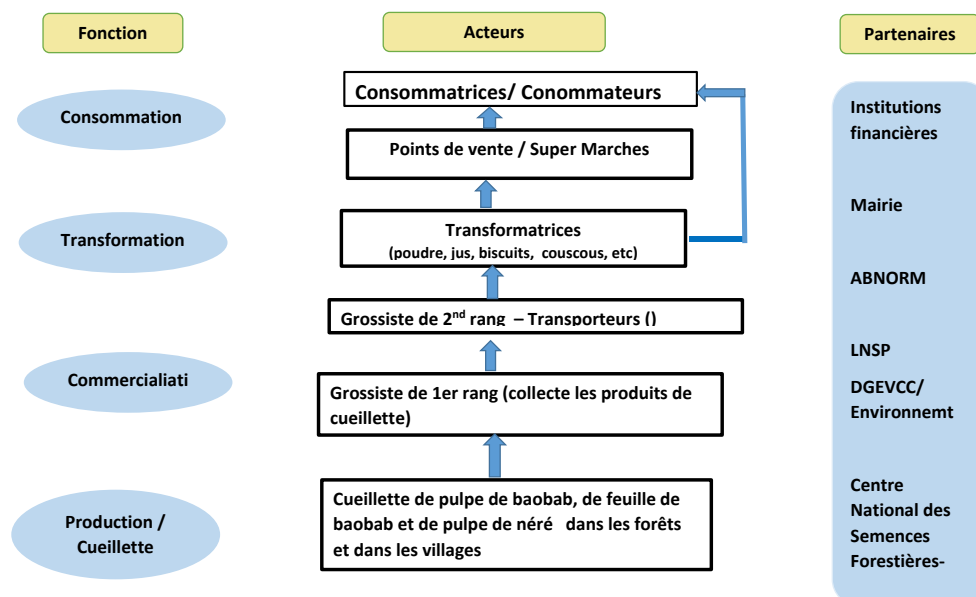 Fonction
Acteurs
Partenaires
Consommation
Consommatrices/ Conommateurs
Points de vente / Super Marches
Transformation
Transformatrices
(poudre, jus, biscuits, couscous, etc)
Grossiste de 2nd rang – Transporteurs ()
Commercialiati
Grossiste de 1er rang (collecte les produits de
cueillette)
Production /
Cueillette
Cueillette de pulpe de baobab, de feuille de
baobab et de pulpe de néré dans les forêts
et dans les villages
Institutions
financières
Mairie
ABNORM
LNSP
DGEVCC/
Environnemt
Centre
National des
Semences
Forestières-